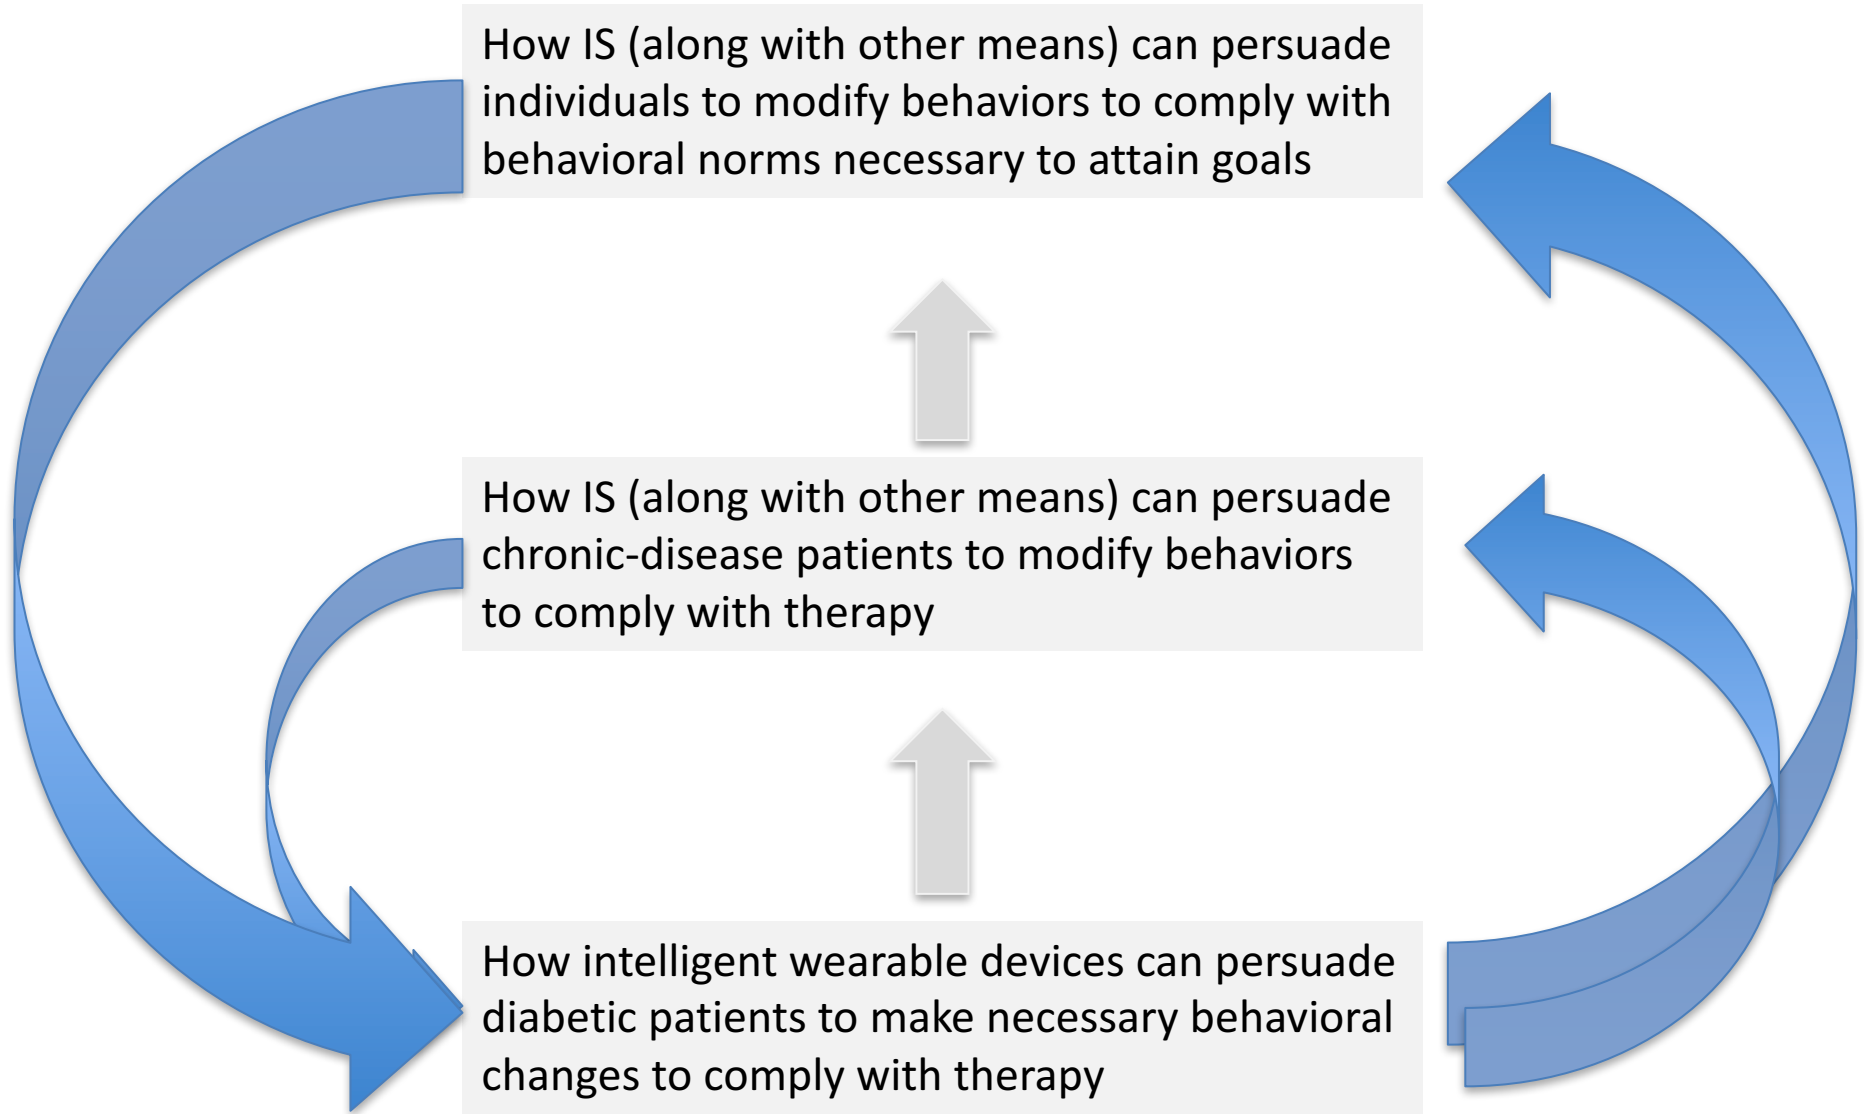 How IS (along with other means) can persuade
individuals to modify behaviors to comply with
behavioral norms necessary to attain goals
How IS (along with other means) can persuade
chronic-disease patients to modify behaviors
to comply with therapy
How intelligent wearable devices can persuade
diabetic patients to make necessary behavioral
changes to comply with therapy